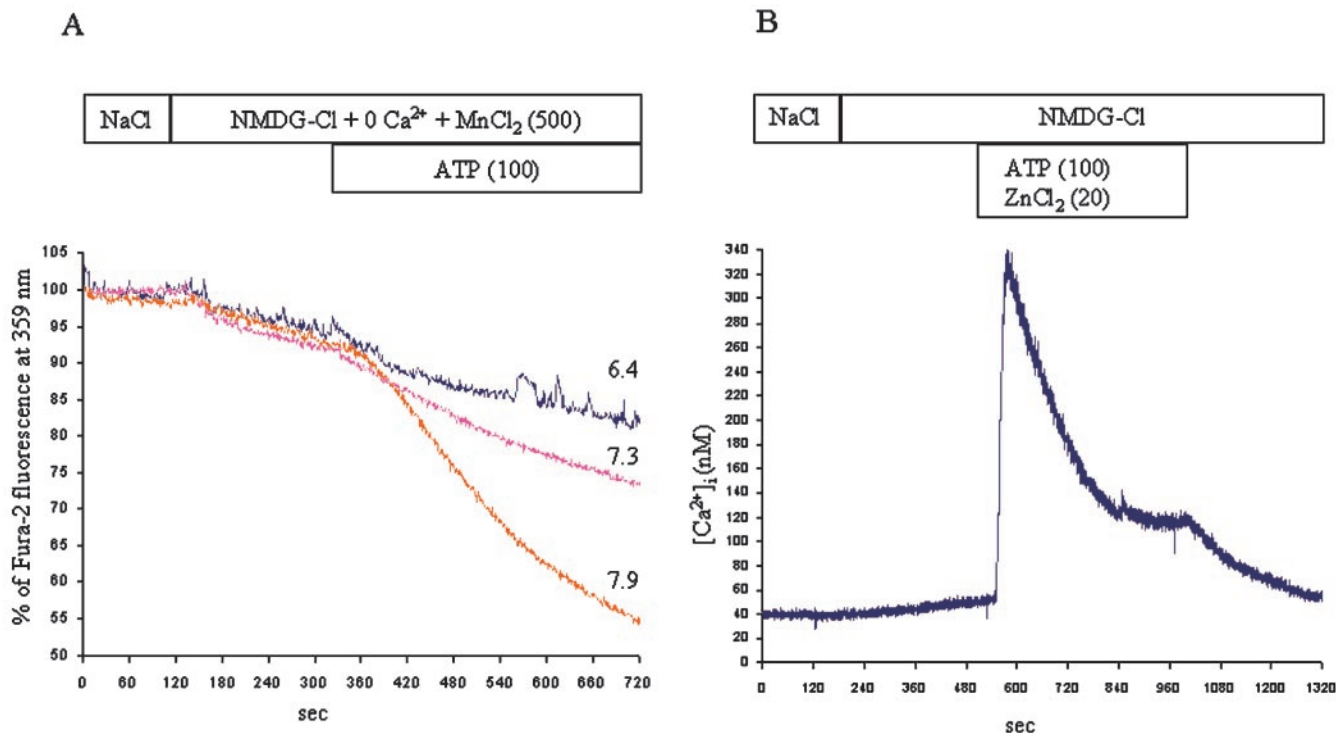 A
NaCl
NMDG-Cl + 0 Ca²⁺ + MnCl₂ (500)
ATP (100)
% of Fura-2 fluorescence at 359 nm
105
100
95
90
85
80
75
70
65
60
55
50
6.4
7.3
7.9
0 60 120 180 240 300 360 420 480 540 600 660 720
sec
B
NaCl
NMDG-Cl
ATP (100)
ZnCl₂ (20)
[Ca²⁺]ᵢ (nM)
340
320
300
280
260
240
220
200
180
160
140
120
100
80
60
40
20
0
0 120 240 360 480 600 720 840 960 1080 1200 1320
sec